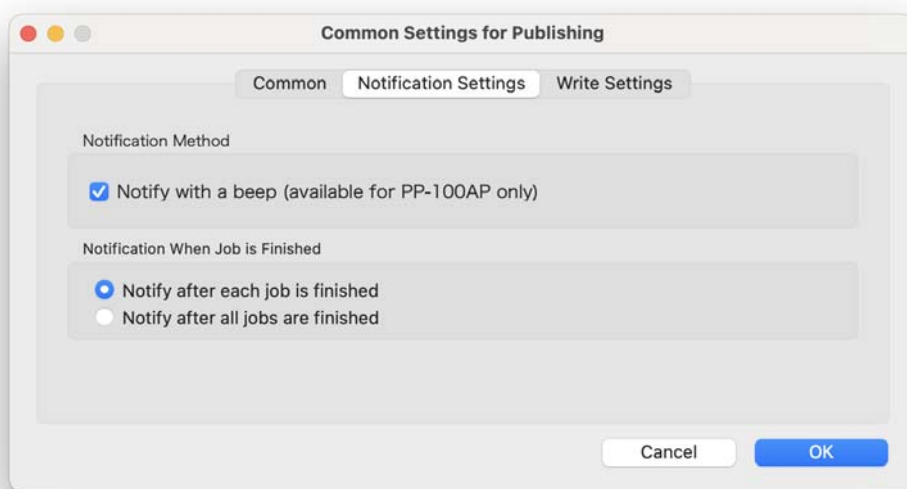 Common Settings for Publishing
Common Notification Settings Write Settings
Notification Method
Notify with a beep (available for PP-100AP only)
Notification When Job is Finished
Notify after each job is finished
Notify after all jobs are finished
Cancel OK